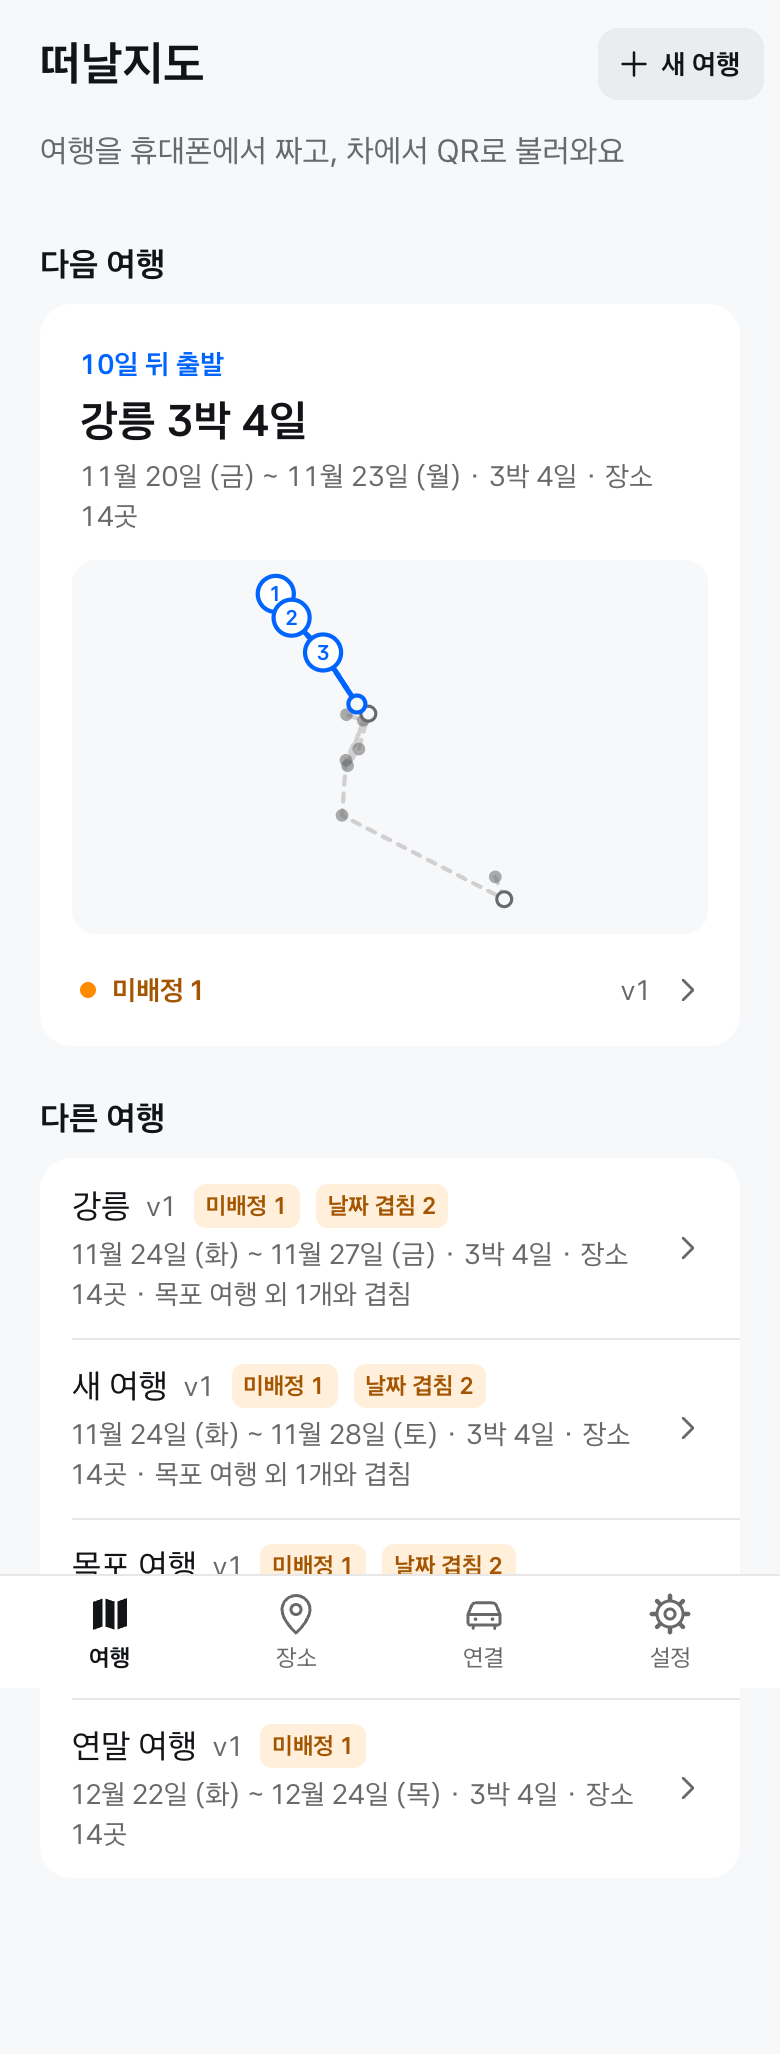 떠날지도
새 여행
여행을 휴대폰에서 짜고, 차에서 QR로 불러와요
다음 여행
10일 뒤 출발
강릉 3박 4일
11월 20일 (금) ~ 11월 23일 (월) · 3박 4일 · 장소
14곳
1
2
3
미배정 1
v1
다른 여행
강릉 v1 미배정 1 날짜 겹침 2
11월 24일 (화) ~ 11월 27일 (금) · 3박 4일 · 장소
14곳 · 목포 여행 외 1개와 겹침
새 여행 v1 미배정 1 날짜 겹침 2
11월 24일 (화) ~ 11월 28일 (토) · 3박 4일 · 장소
14곳 · 목포 여행 외 1개와 겹침
목포 여행 v1 미배정 1 날짜 겹침 2
여행 장소 연결 설정
연말 여행 v1 미배정 1
12월 22일 (화) ~ 12월 24일 (목) · 3박 4일 · 장소
14곳